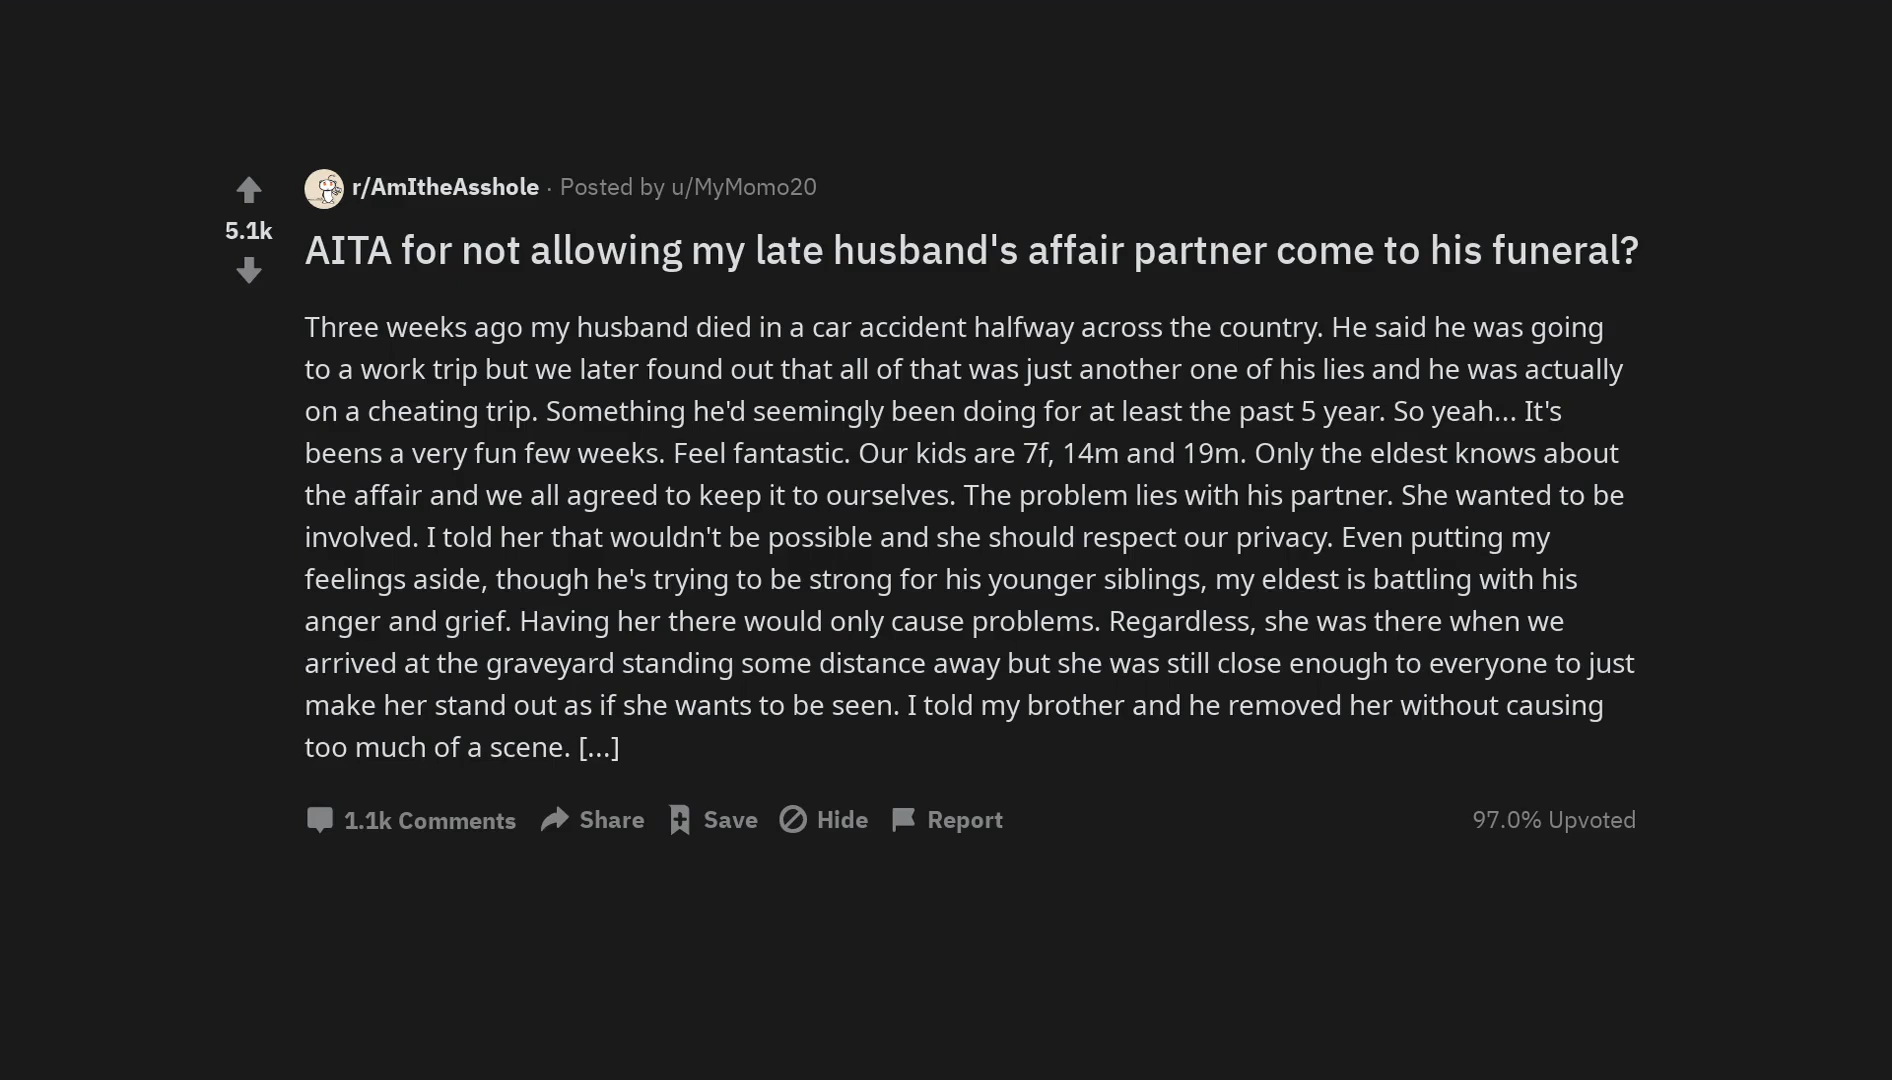 r/AmItheAsshole · Posted by u/MyMomo20
5.1k
AITA for not allowing my late husband's affair partner come to his funeral?
Three weeks ago my husband died in a car accident halfway across the country. He said he was going
to a work trip but we later found out that all of that was just another one of his lies and he was actually
on a cheating trip. Something he'd seemingly been doing for at least the past 5 year. So yeah... It's
beens a very fun few weeks. Feel fantastic. Our kids are 7f, 14m and 19m. Only the eldest knows about
the affair and we all agreed to keep it to ourselves. The problem lies with his partner. She wanted to be
involved. I told her that wouldn't be possible and she should respect our privacy. Even putting my
feelings aside, though he's trying to be strong for his younger siblings, my eldest is battling with his
anger and grief. Having her there would only cause problems. Regardless, she was there when we
arrived at the graveyard standing some distance away but she was still close enough to everyone to just
make her stand out as if she wants to be seen. I told my brother and he removed her without causing
too much of a scene. [...]
1.1k Comments Share Save Hide Report 97.0% Upvoted